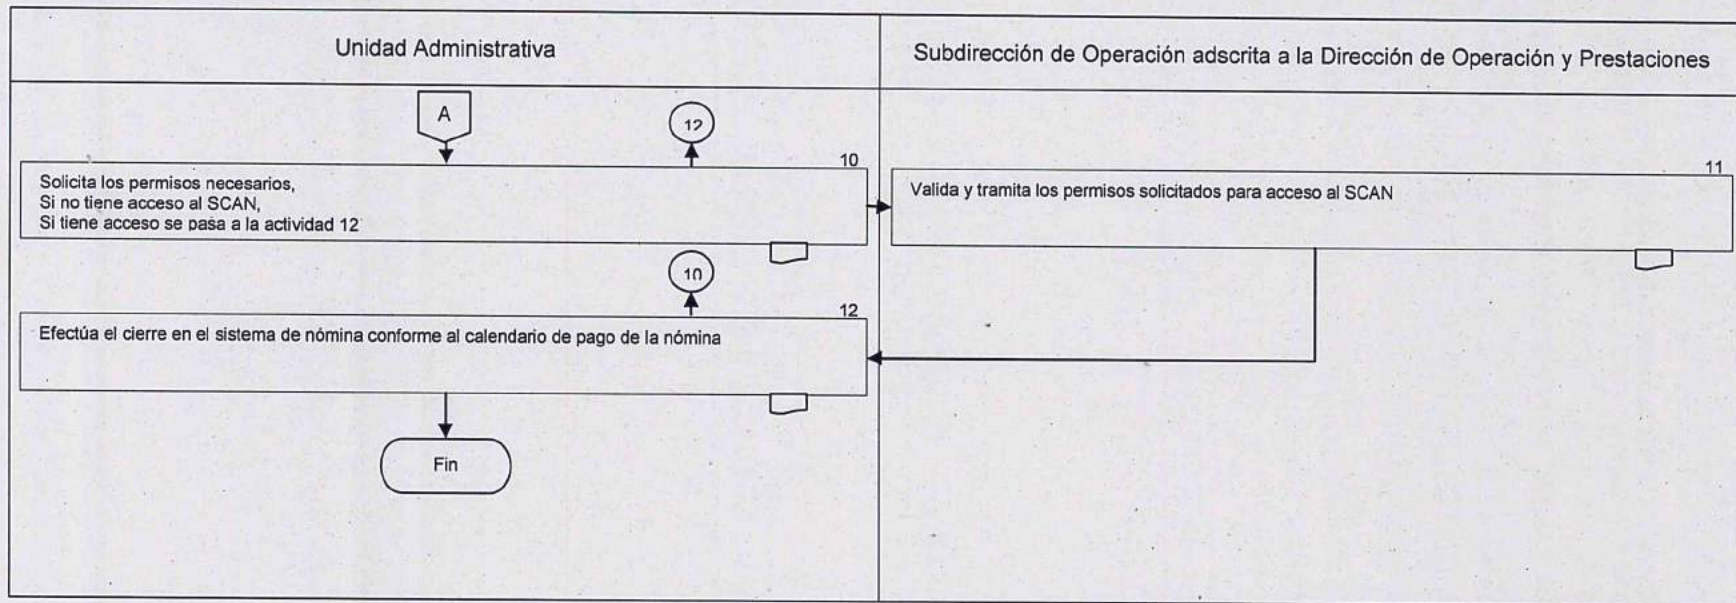 Unidad Administrativa
Subdirección de Operación adscrita a la Dirección de Operación y Prestaciones
A
12
10
Solicita los permisos necesarios,
Si no tiene acceso al SCAN,
Si tiene acceso se pasa a la actividad 12
11
Valida y tramita los permisos solicitados para acceso al SCAN
10
12
Efectúa el cierre en el sistema de nómina conforme al calendario de pago de la nómina
Fin